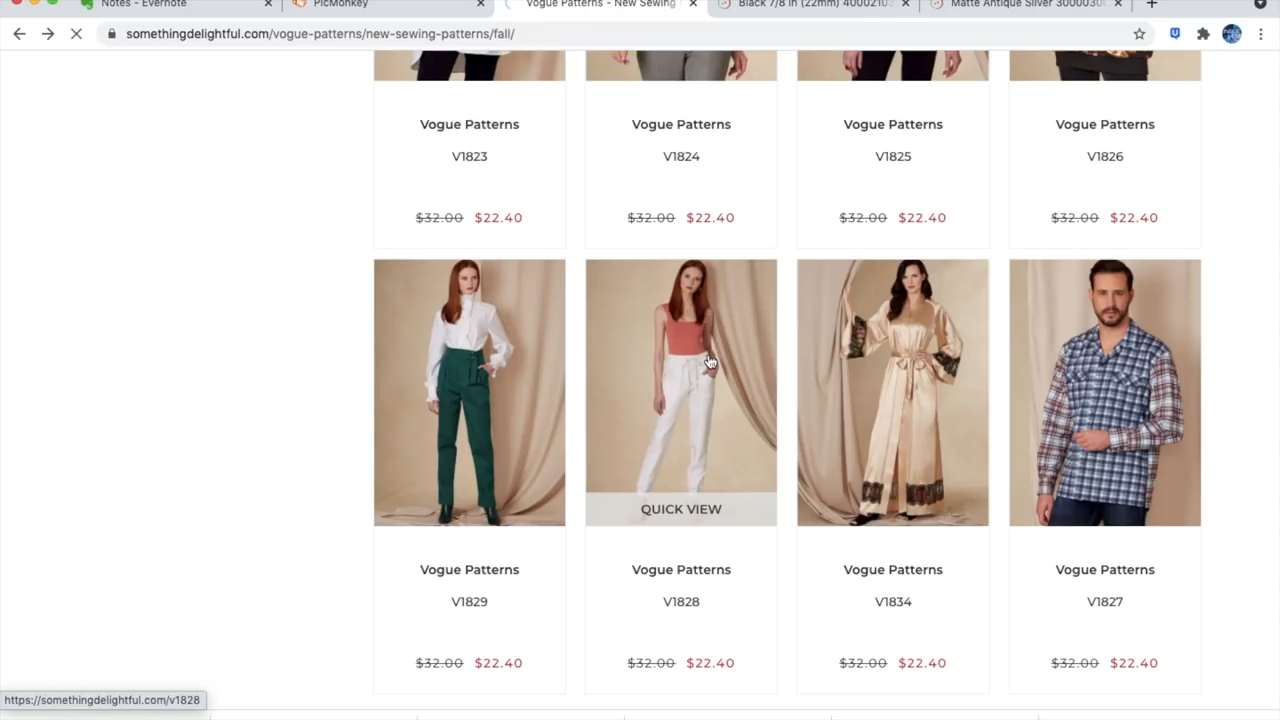 Notes - Evernote
PicMonkey
Vogue Patterns - New Sewing
Black 7/8 in (22mm) 40002103
Matte Antique Silver 3000030
somethingdelightful.com/vogue-patterns/new-sewing-patterns/fall/
Vogue Patterns Vogue Patterns Vogue Patterns Vogue Patterns
V1823 V1824 V1825 V1826
$32.00 $22.40 $32.00 $22.40 $32.00 $22.40 $32.00 $22.40
QUICK VIEW
Vogue Patterns Vogue Patterns Vogue Patterns Vogue Patterns
V1829 V1828 V1834 V1827
$32.00 $22.40 $32.00 $22.40 $32.00 $22.40 $32.00 $22.40
https://somethingdelightful.com/v1828